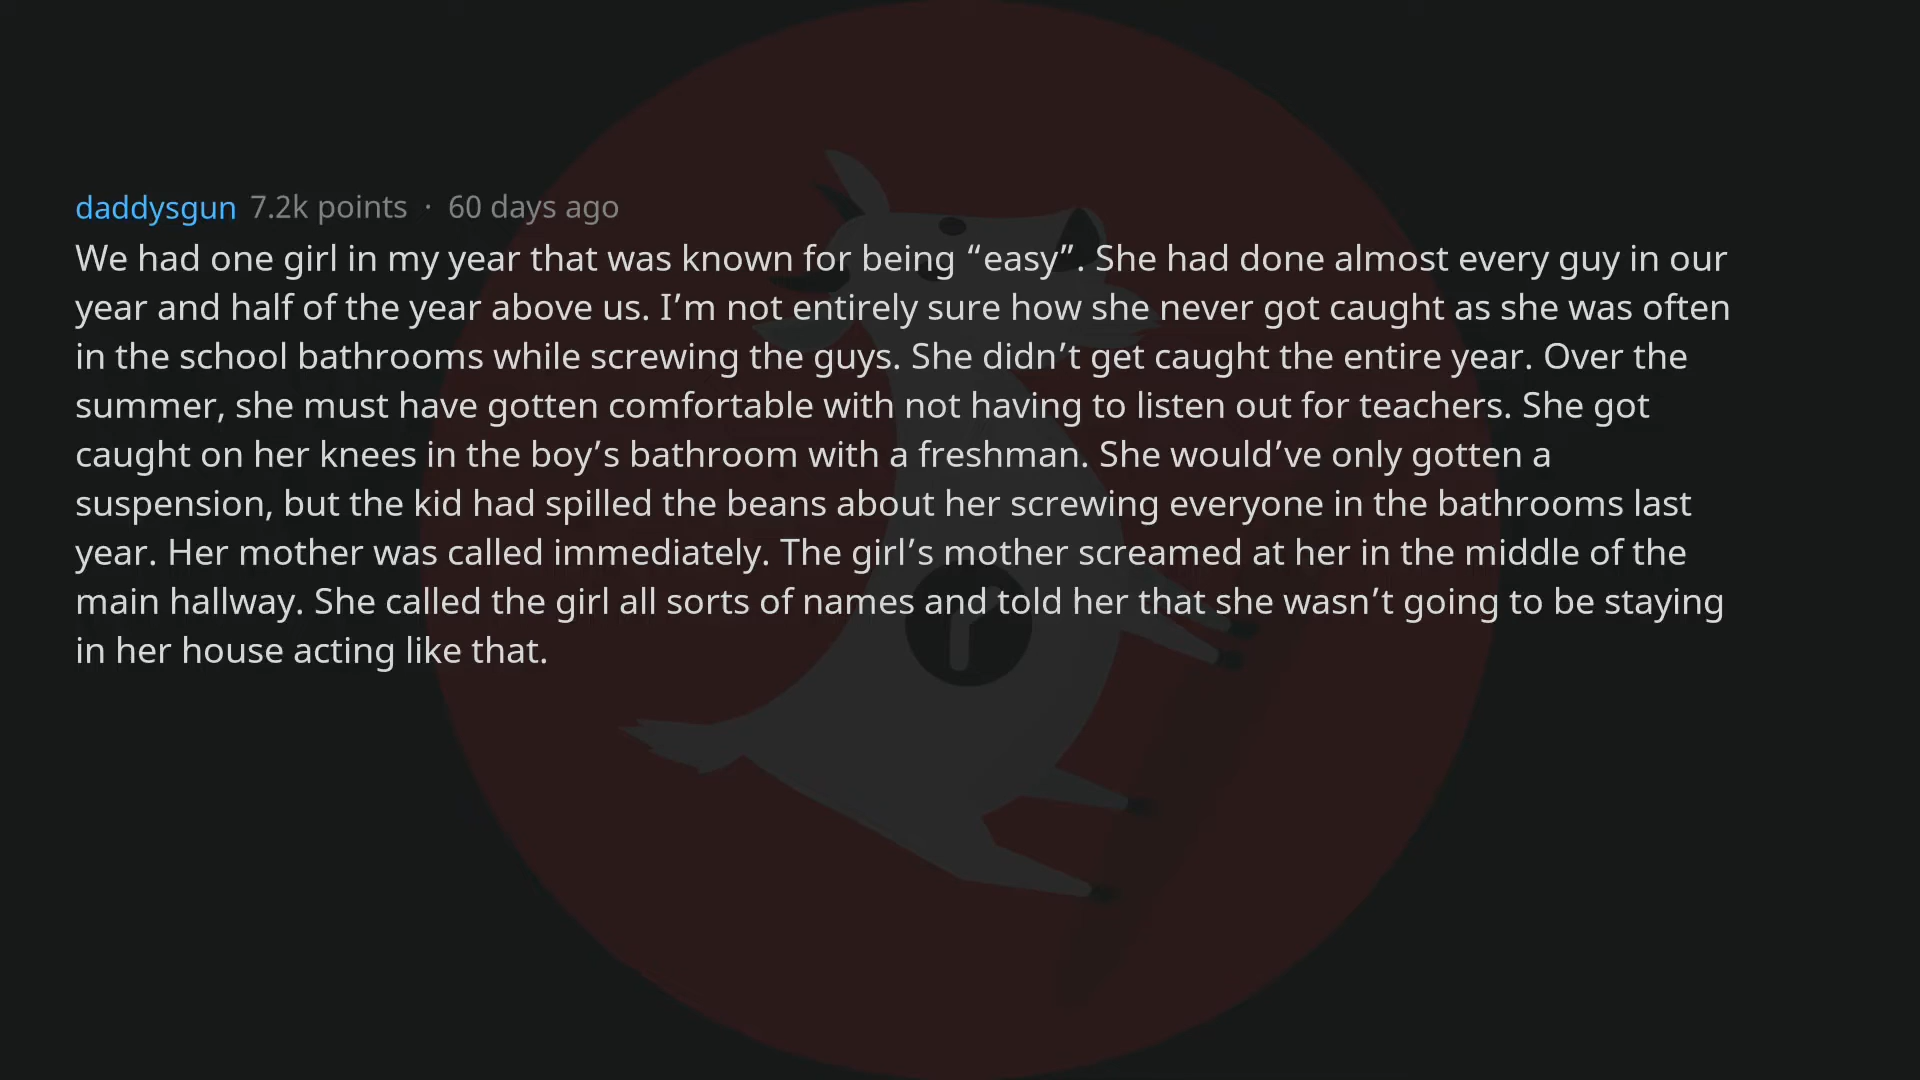 daddysgun 7.2k points · 60 days ago
We had one girl in my year that was known for being “easy”. She had done almost every guy in our
year and half of the year above us. I’m not entirely sure how she never got caught as she was often
in the school bathrooms while screwing the guys. She didn’t get caught the entire year. Over the
summer, she must have gotten comfortable with not having to listen out for teachers. She got
caught on her knees in the boy’s bathroom with a freshman. She would’ve only gotten a
suspension, but the kid had spilled the beans about her screwing everyone in the bathrooms last
year. Her mother was called immediately. The girl’s mother screamed at her in the middle of the
main hallway. She called the girl all sorts of names and told her that she wasn’t going to be staying
in her house acting like that.